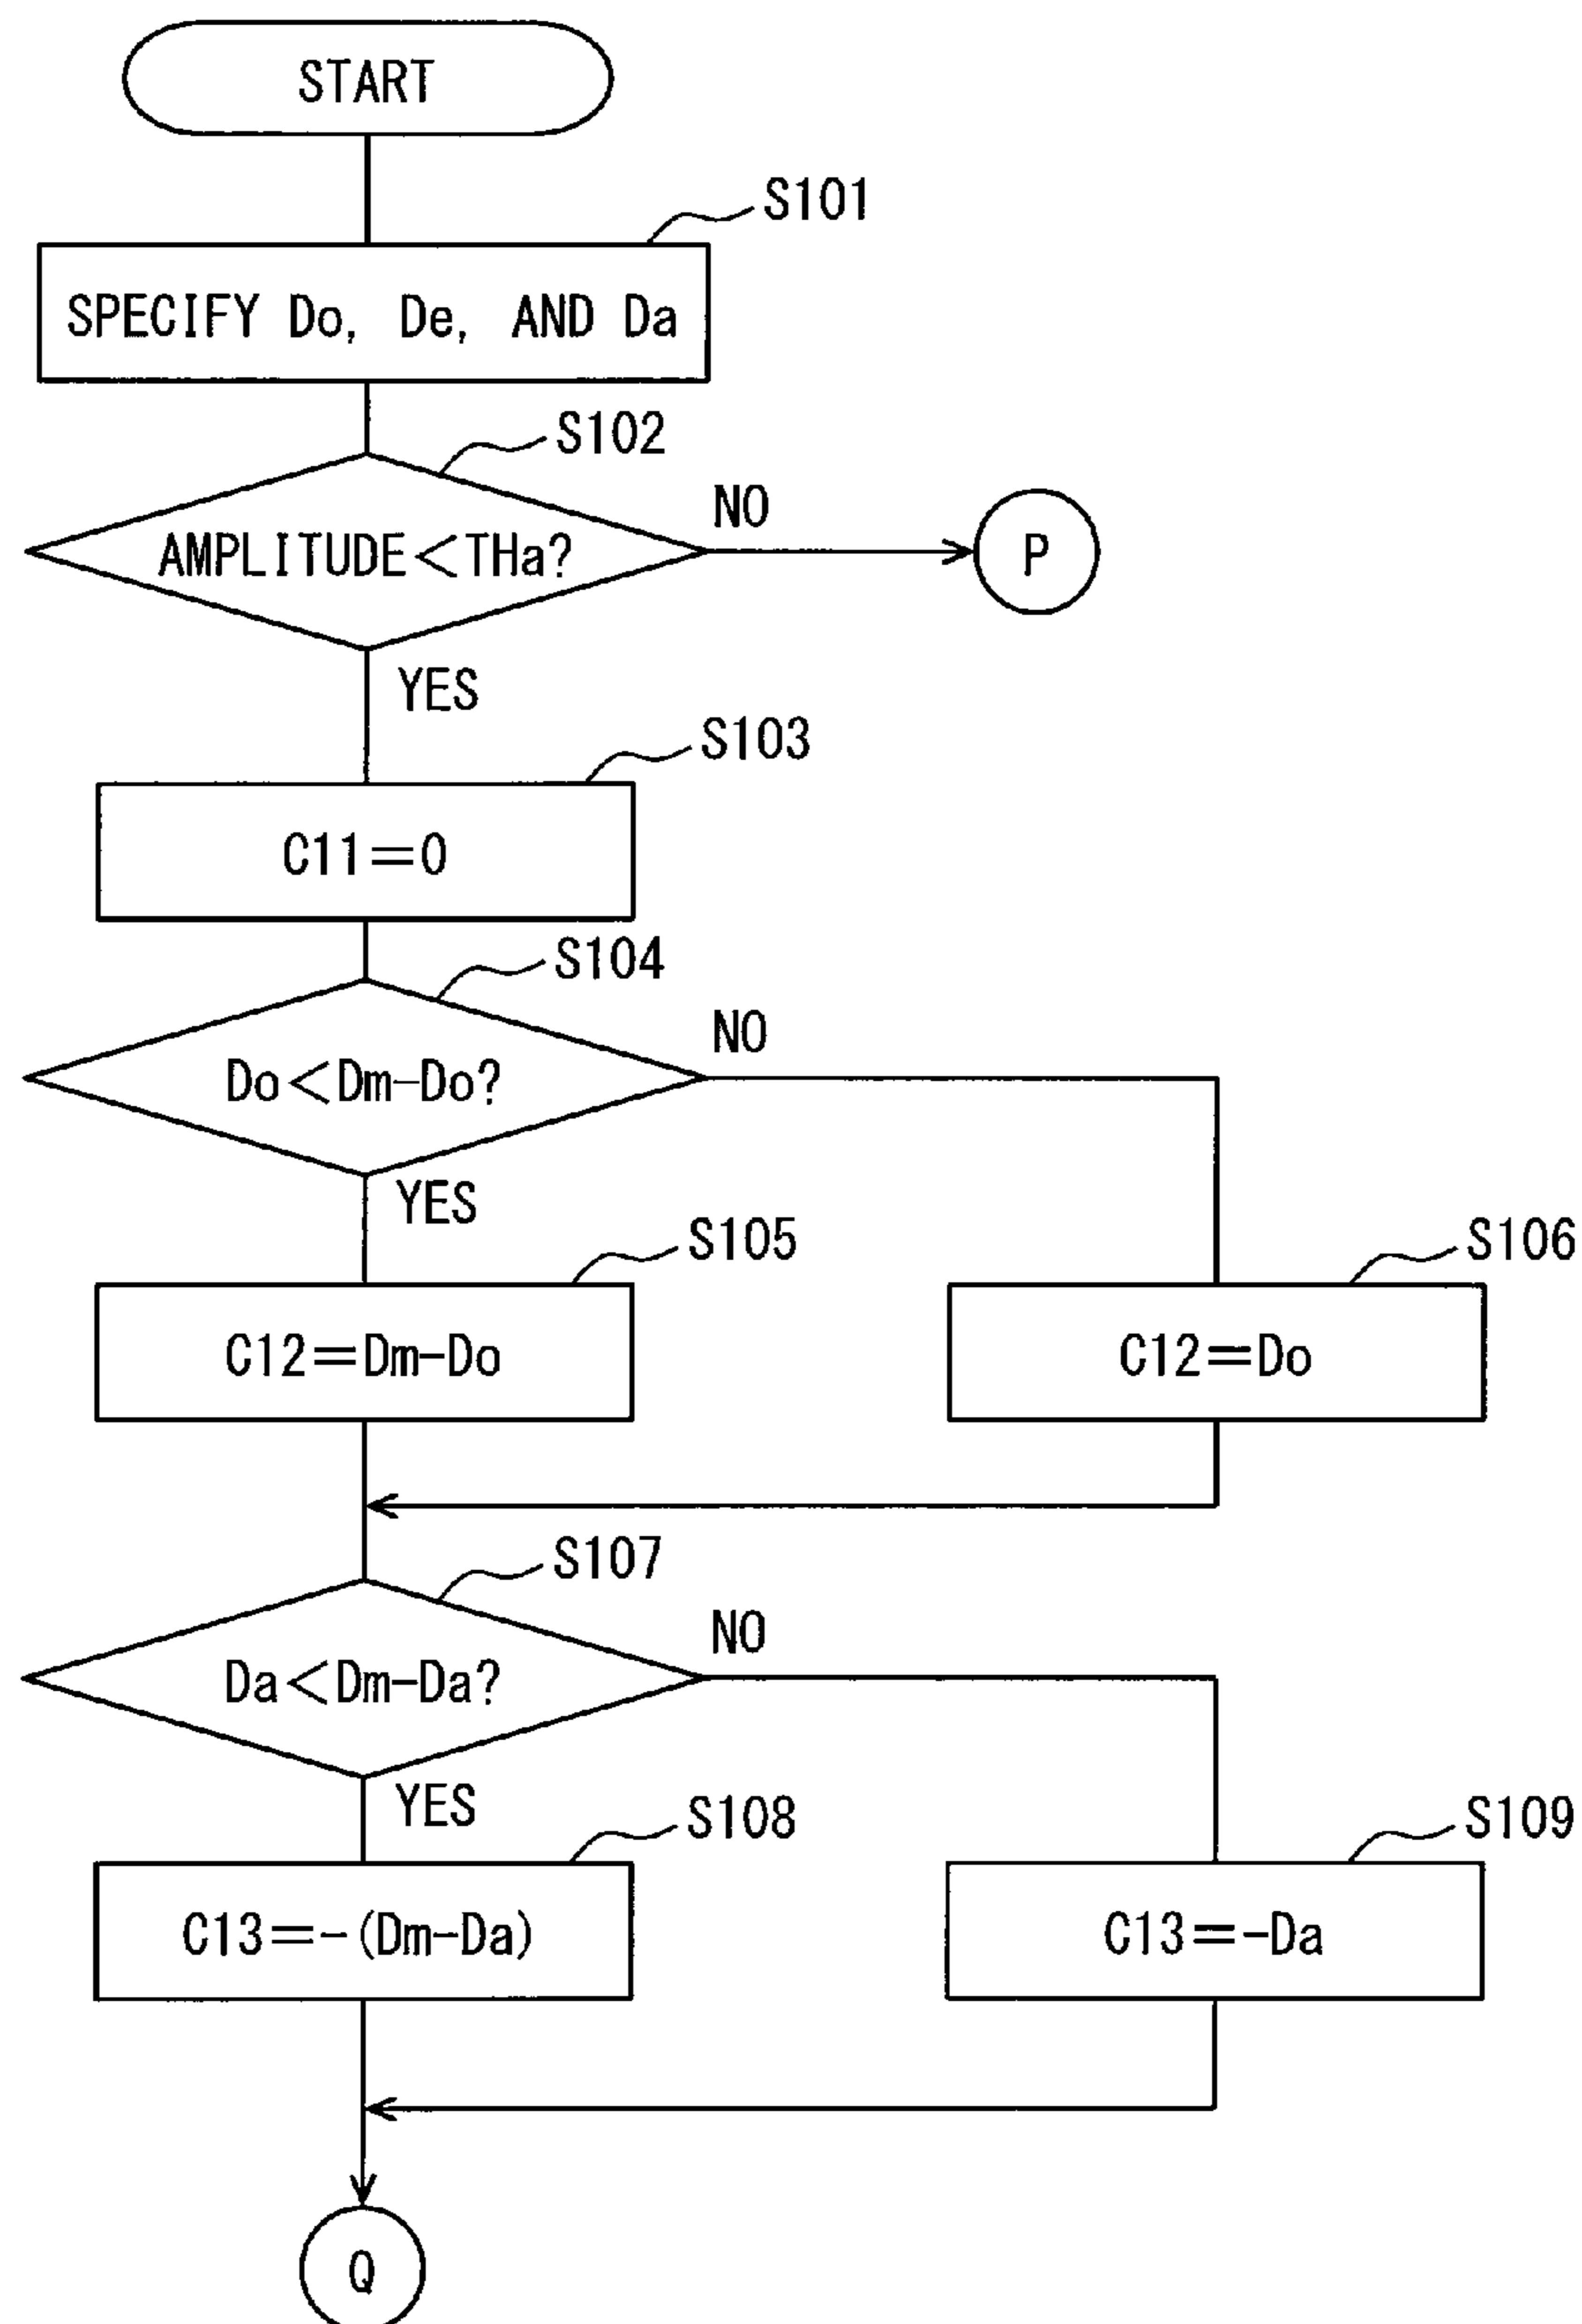 START
S101
SPECIFY Do, De, AND Da
S102
AMPLITUDE<THa?
NO
P
YES
S103
C11=0
S104
Do<Dm-Do?
NO
YES
S105
S106
C12=Dm-Do
C12=Do
S107
Da<Dm-Da?
NO
YES
S108
S109
C13=-(Dm-Da)
C13=-Da
Q